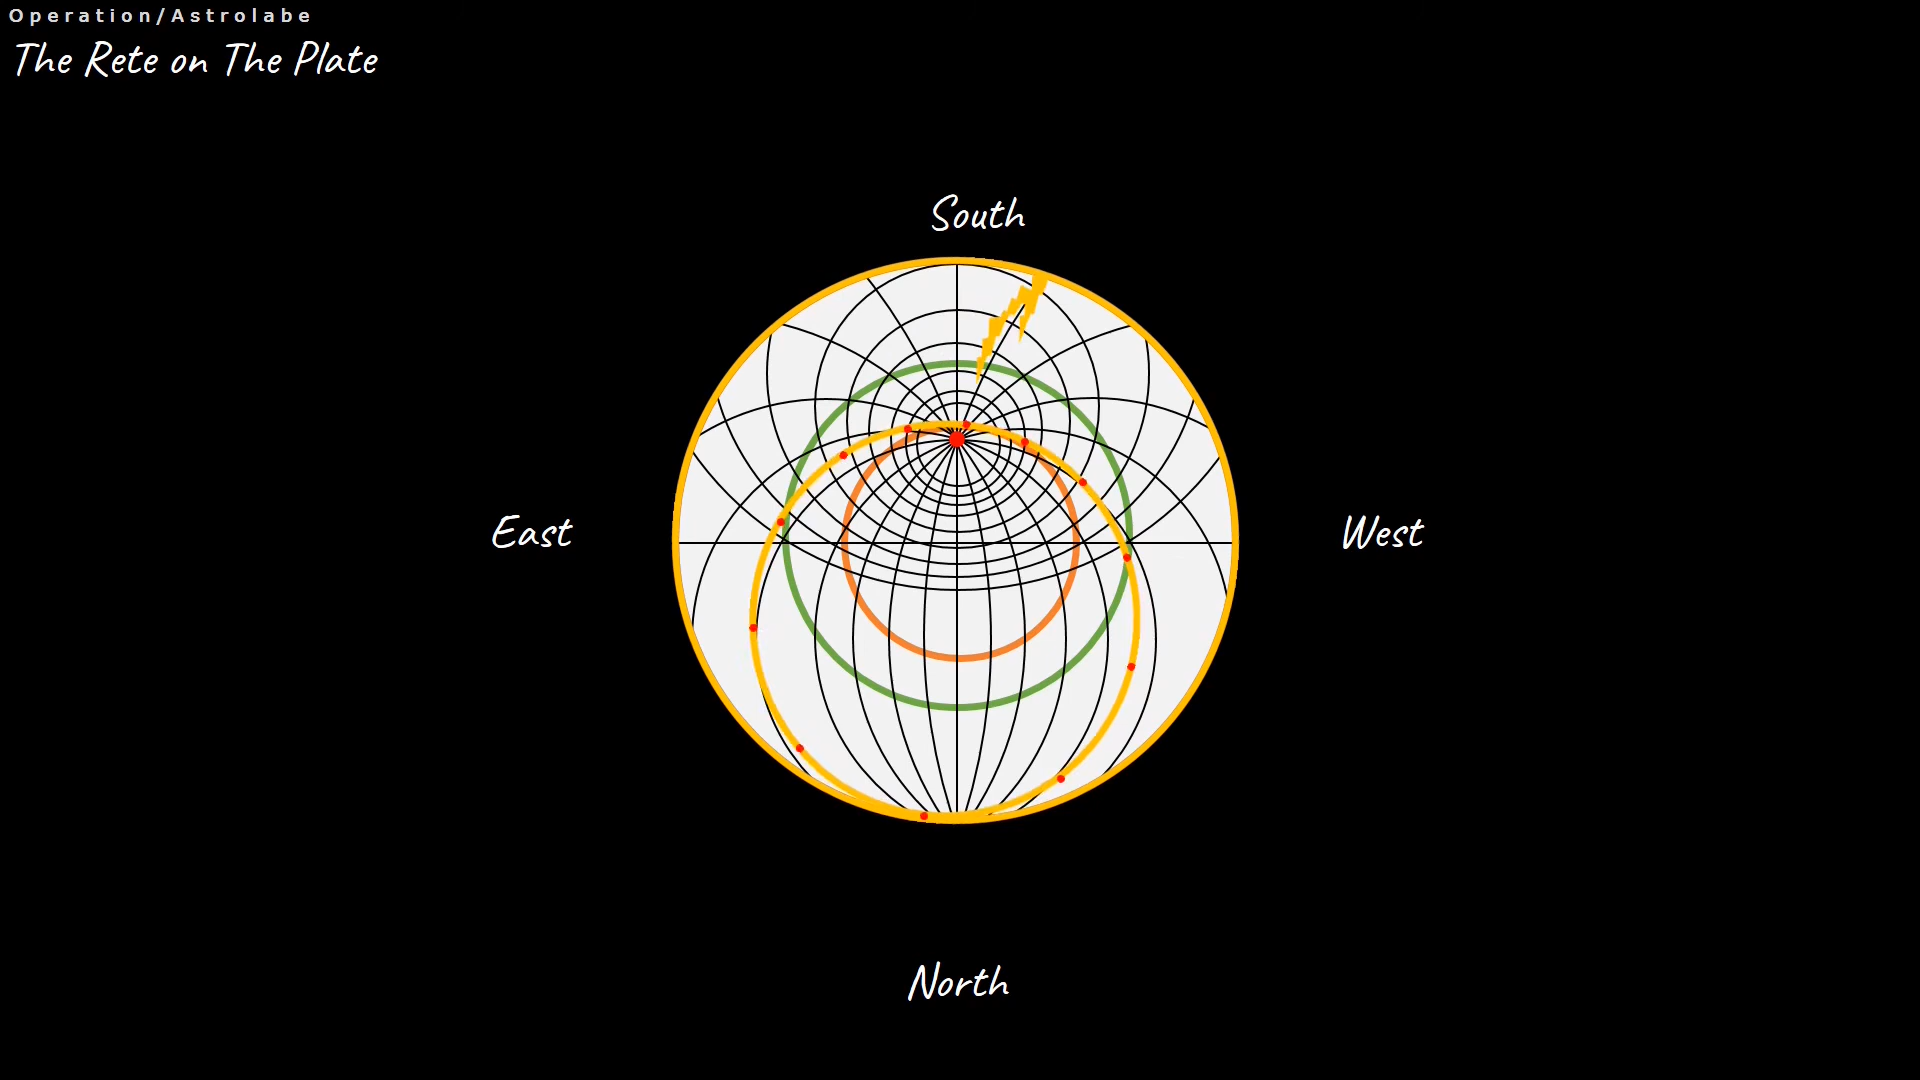 Operation/Astrolabe
The Rete on The Plate
South
East
West
North